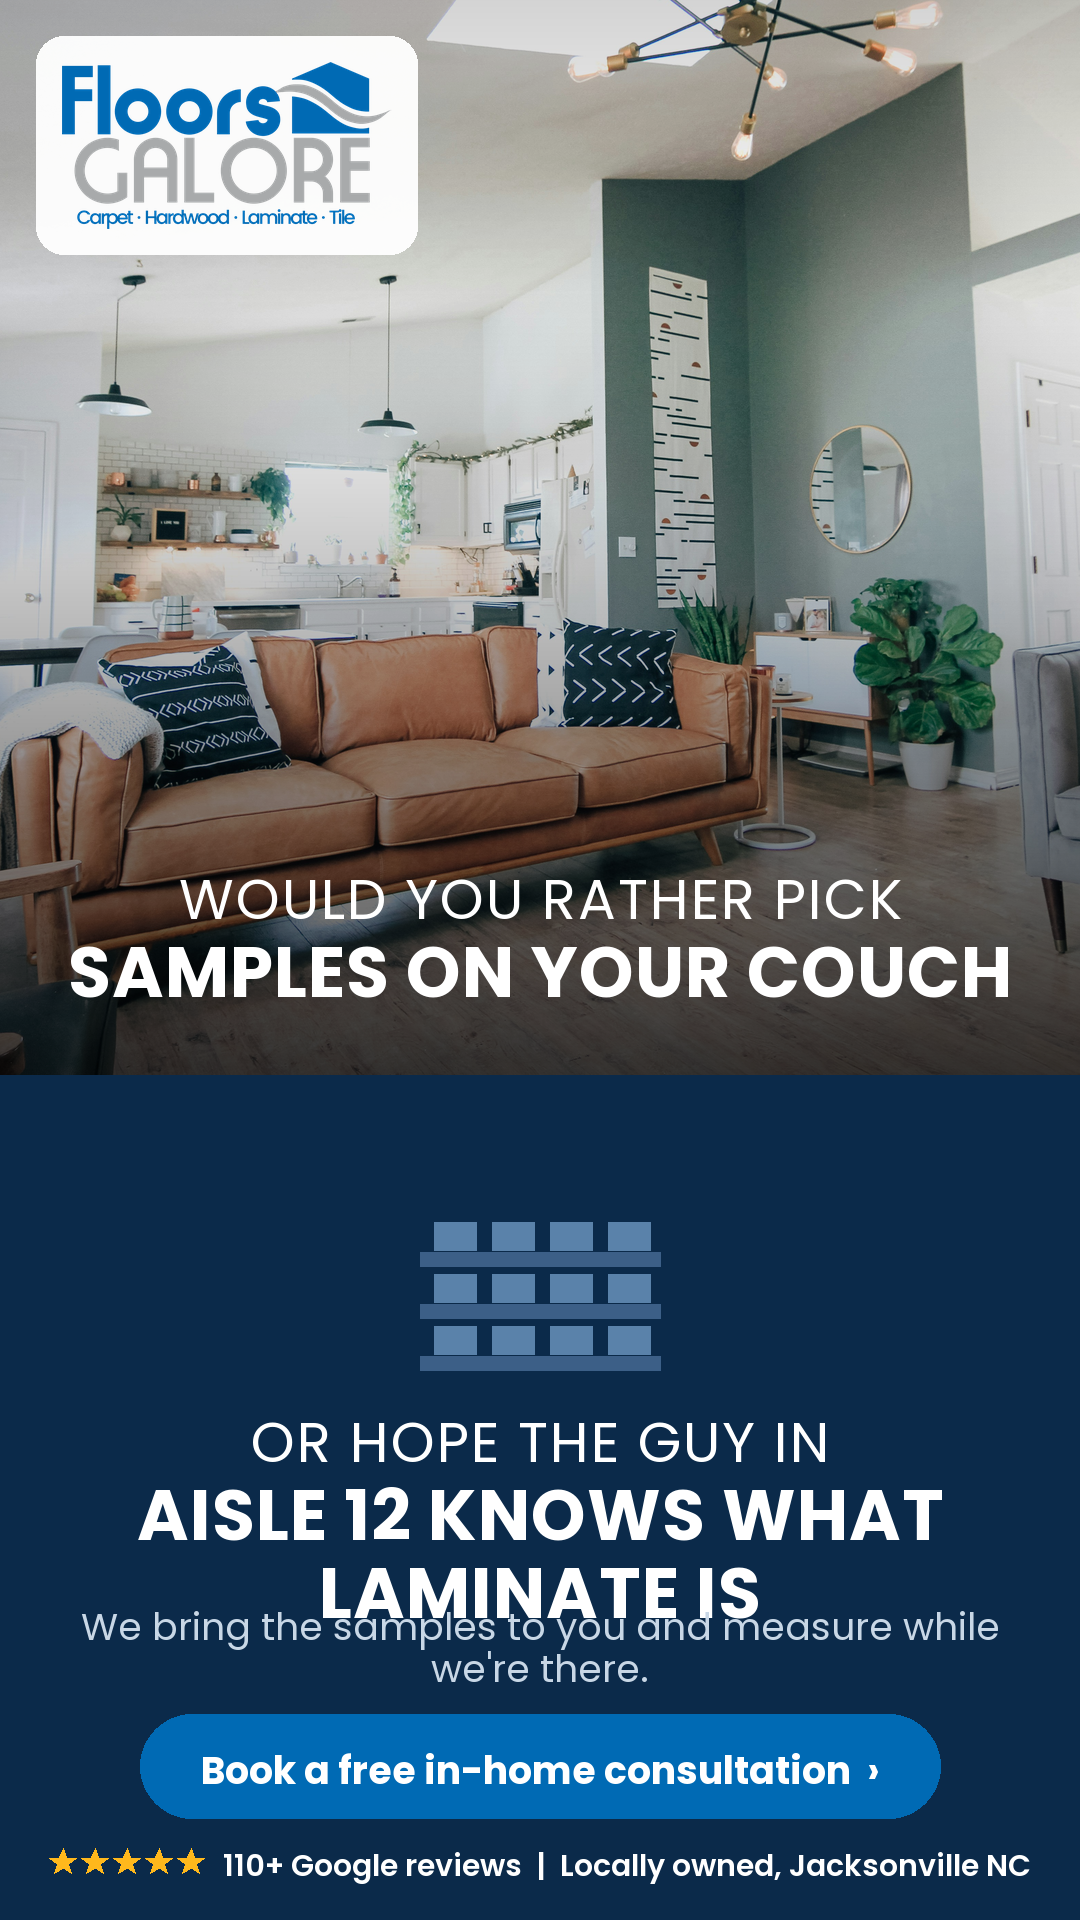 Floors
GALORE
Carpet · Hardwood · Laminate · Tile
WOULD YOU RATHER PICK
SAMPLES ON YOUR COUCH
OR HOPE THE GUY IN
AISLE 12 KNOWS WHAT
LAMINATE IS
We bring the samples to you and measure while
we're there.
Book a free in-home consultation ›
★★★★★ 110+ Google reviews | Locally owned, Jacksonville NC